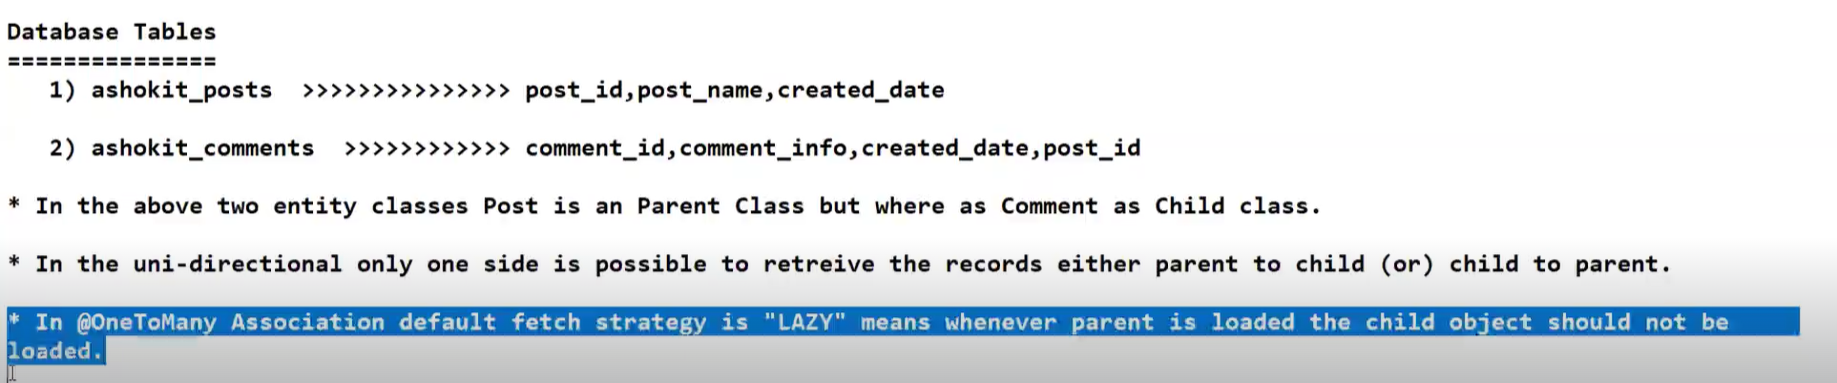 Database Tables
===============
1) ashokit_posts >>>>>>>>>>>>>>> post_id,post_name,created_date
2) ashokit_comments >>>>>>>>>>>> comment_id,comment_info,created_date,post_id
* In the above two entity classes Post is an Parent Class but where as Comment as Child class.
* In the uni-directional only one side is possible to retreive the records either parent to child (or) child to parent.
* In @OneToMany Association default fetch strategy is "LAZY" means whenever parent is loaded the child object should not be
loaded.